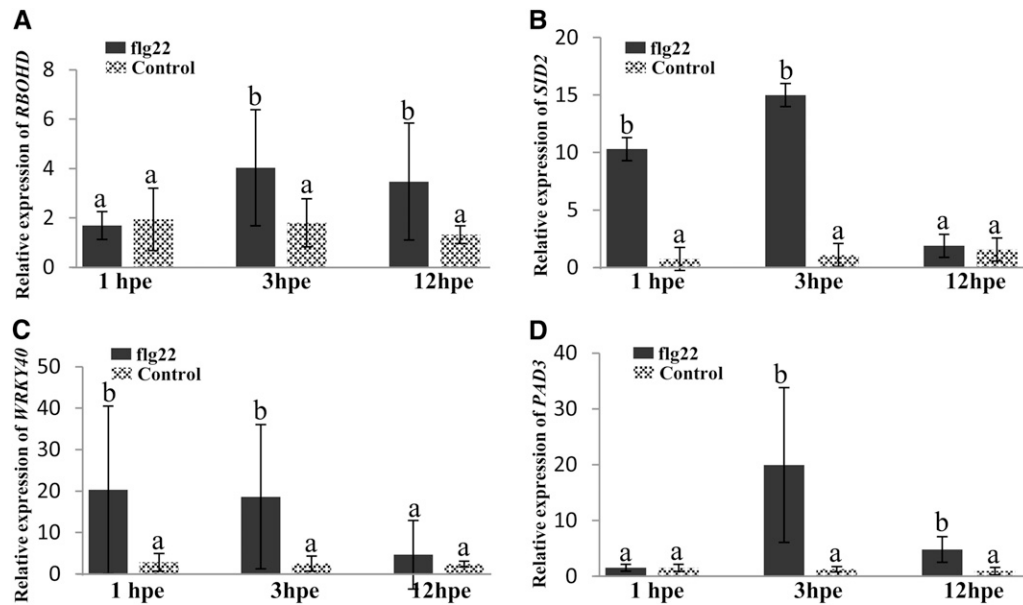 A
flg22
Control
Relative expression of RBOHD
8
6
4
2
0
a
a
b
a
b
a
1 hpe
3hpe
12hpe
B
flg22
Control
Relative expression of SID2
20
15
10
5
0
b
a
b
a
a
a
1 hpe
3hpe
12hpe
C
flg22
Control
Relative expression of WRKY40
50
40
30
20
10
0
b
a
b
a
a
a
1 hpe
3hpe
12hpe
D
flg22
Control
Relative expression of PAD3
40
30
20
10
0
a
a
b
a
b
a
1 hpe
3hpe
12hpe